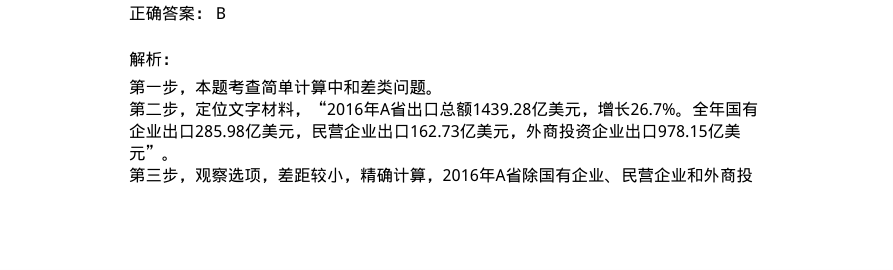 正确答案： B
解析：
第一步，本题考查简单计算中和差类问题。
第二步，定位文字材料，“2016年A省出口总额1439.28亿美元，增长26.7%。全年国有
企业出口285.98亿美元，民营企业出口162.73亿美元，外商投资企业出口978.15亿美
元”。
第三步，观察选项，差距较小，精确计算，2016年A省除国有企业、民营企业和外商投